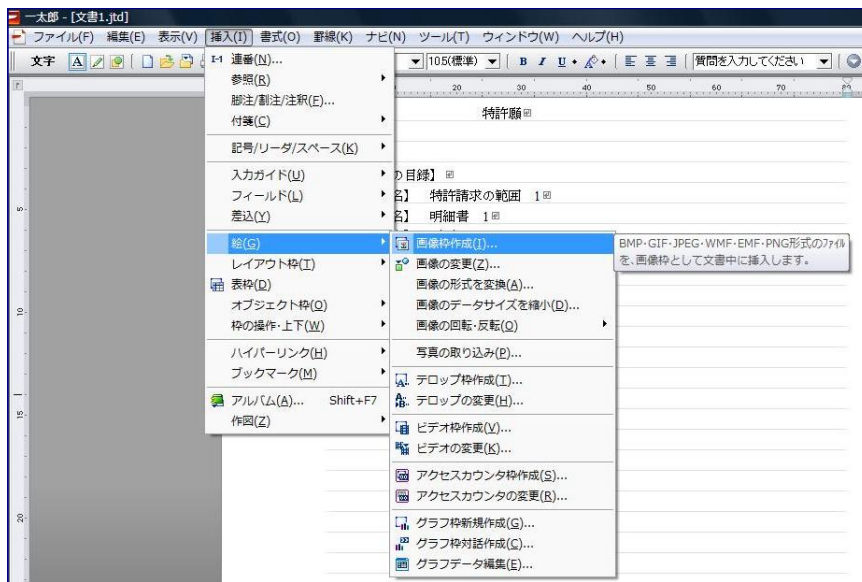 一太郎 - [文書1.jtd]
ファイル(F) 編集(E) 表示(V) 挿入(I) 書式(O) 罫線(K) ナビ(N) ツール(T) ウィンドウ(W) ヘルプ(H)
文字 A 10.5(標準) B I U 質問を入力してください
20 30 40 50 60 70
特許願
連番(N)...
参照(R)
脚注/割注/注釈(F)...
付箋(C)
記号/リーダ/スペース(K)
入力ガイド(U)
の目録】
フィールド(L)
名】 特許請求の範囲 1
差込(Y)
名】 明細書 1
絵(G)
レイアウト枠(T)
表枠(D)
オブジェクト枠(O)
枠の操作・上下(W)
ハイパーリンク(H)
ブックマーク(M)
アルバム(A)... Shift+F7
作図(Z)
画像枠作成(I)...
画像の変更(Z)...
画像の形式を変換(A)...
画像のデータサイズを縮小(D)...
画像の回転・反転(O)
写真の取り込み(P)...
テロップ枠作成(T)...
テロップの変更(H)...
ビデオ枠作成(V)...
ビデオの変更(K)...
アクセスカウンタ枠作成(S)...
アクセスカウンタの変更(R)...
グラフ枠新規作成(G)...
グラフ枠対話作成(C)...
グラフデータ編集(E)...
BMP・GIF・JPEG・WMF・EMF・PNG形式のファイル
を、画像枠として文書中に挿入します。
5
10
15
20